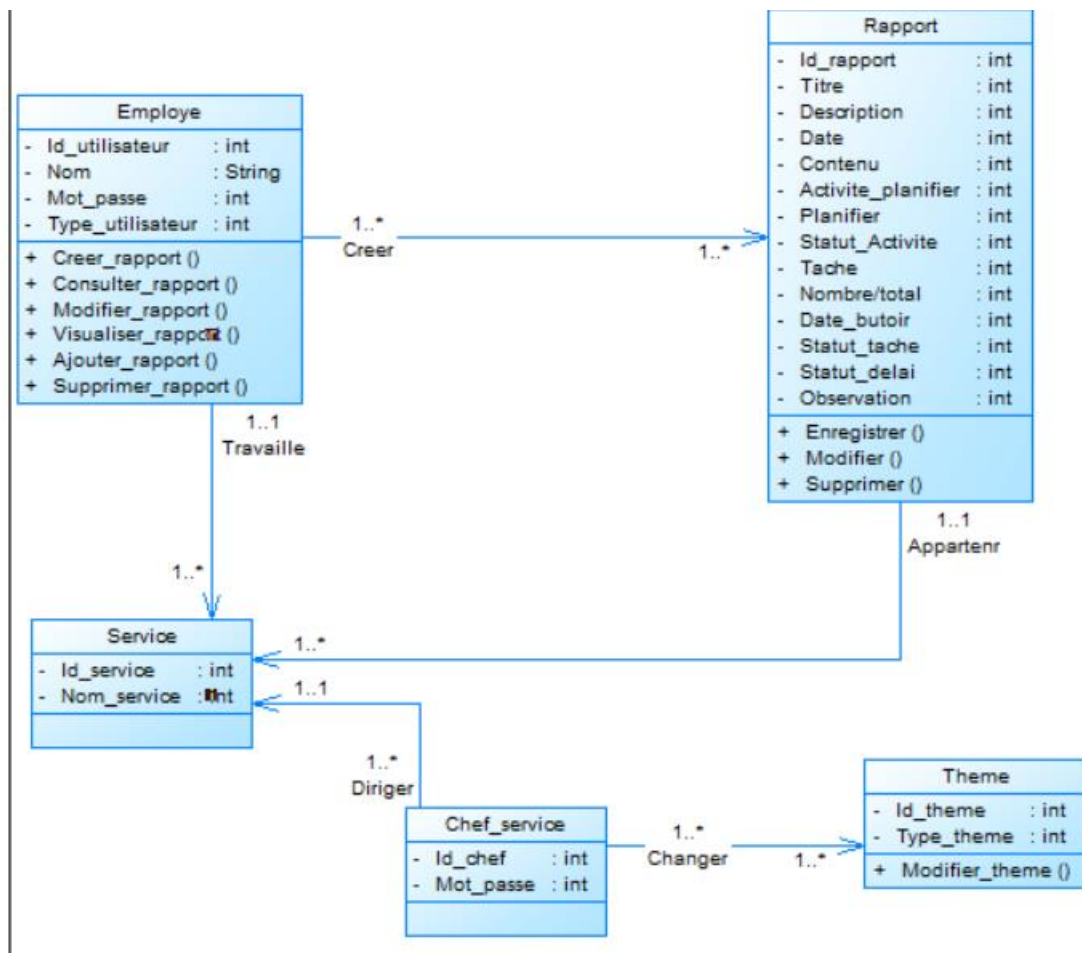 Rapport
- Id_rapport : int
- Titre : int
- Description : int
- Date : int
- Contenu : int
- Activite_planifier : int
- Planifier : int
- Statut_Activite : int
- Tache : int
- Nombre/total : int
- Date_butoir : int
- Statut_tache : int
- Statut_delai : int
- Observation : int
+ Enregistrer ()
+ Modifier ()
+ Supprimer ()
Employe
- Id_utilisateur : int
- Nom : String
- Mot_passe : int
- Type_utilisateur : int
+ Creer_rapport ()
+ Consulter_rapport ()
+ Modifier_rapport ()
+ Visualiser_rapport ()
+ Ajouter_rapport ()
+ Supprimer_rapport ()
1..*
Creer
1..*
1..1
Travaille
1..*
1..1
Appartenr
1..*
Service
- Id_service : int
- Nom_service : int
1..1
1..*
Diriger
Chef_service
- Id_chef : int
- Mot_passe : int
1..*
Changer
1..*
Theme
- Id_theme : int
- Type_theme : int
+ Modifier_theme ()